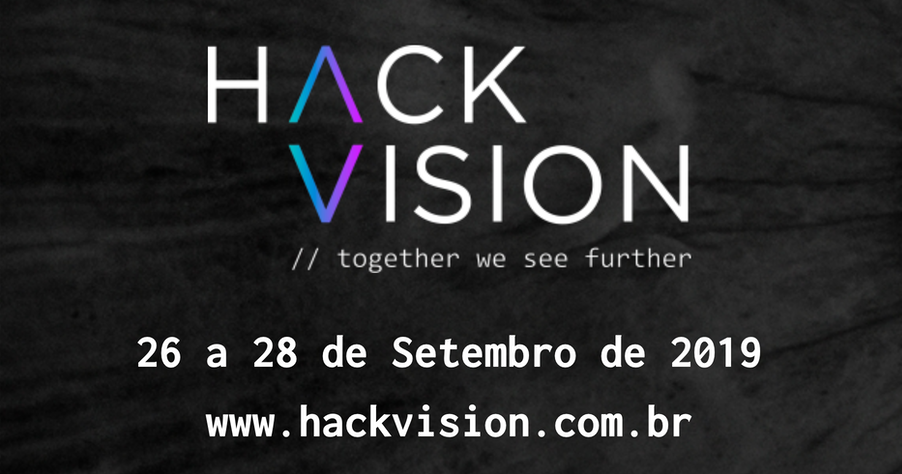 HACK
VISION
// together we see further
26 a 28 de Setembro de 2019
www.hackvision.com.br